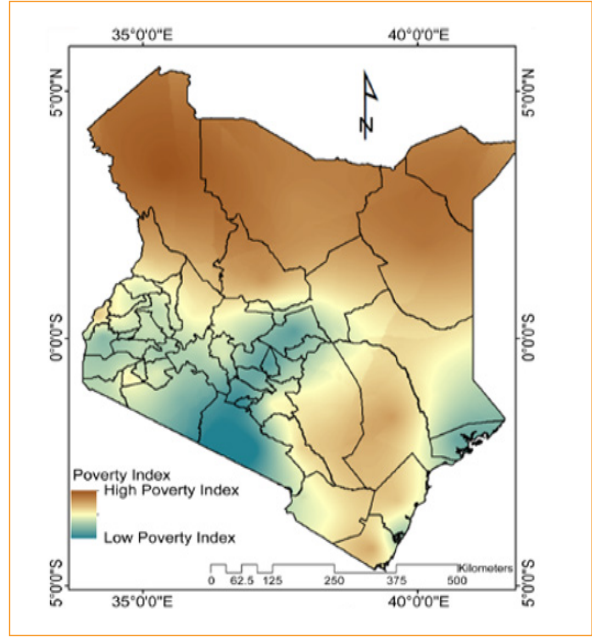 35°0'0"E 40°0'0"E
5°0'0"N 5°0'0"N
N
0°0'0" 0°0'0"
Poverty Index
High Poverty Index
Low Poverty Index
Kilometers
0 62.5 125 250 375 500
5°0'0"S 5°0'0"S
35°0'0"E 40°0'0"E